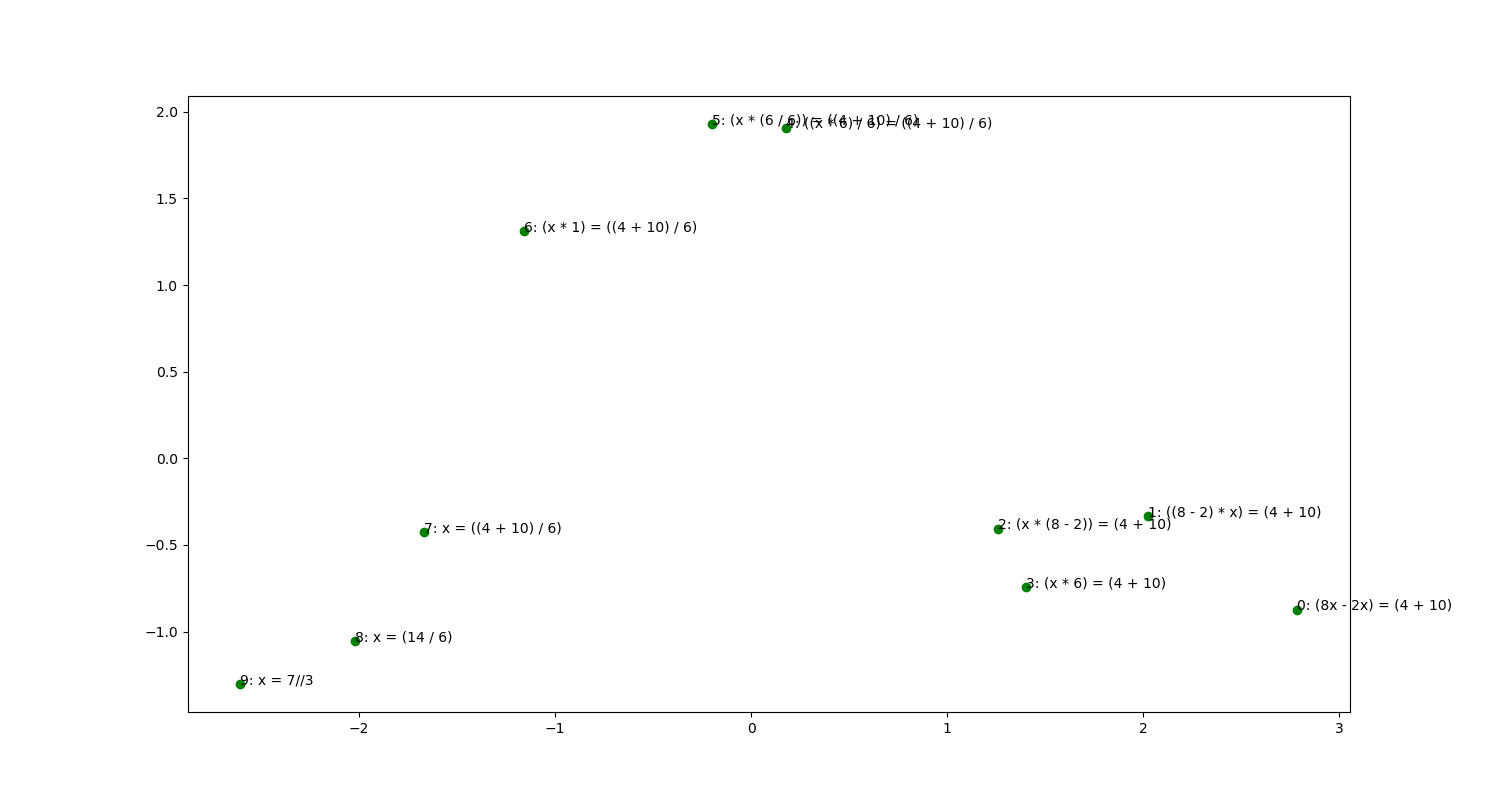 2.0
1.5
1.0
0.5
0.0
−0.5
−1.0
5: (x * (6 / 6)) = ((4 + 10) / 6)
4: ((x * 6) / 6) = ((4 + 10) / 6)
6: (x * 1) = ((4 + 10) / 6)
1: ((8 - 2) * x) = (4 + 10)
2: (x * (8 - 2)) = (4 + 10)
7: x = ((4 + 10) / 6)
3: (x * 6) = (4 + 10)
0: (8x - 2x) = (4 + 10)
8: x = (14 / 6)
9: x = 7//3
−2
−1
0
1
2
3